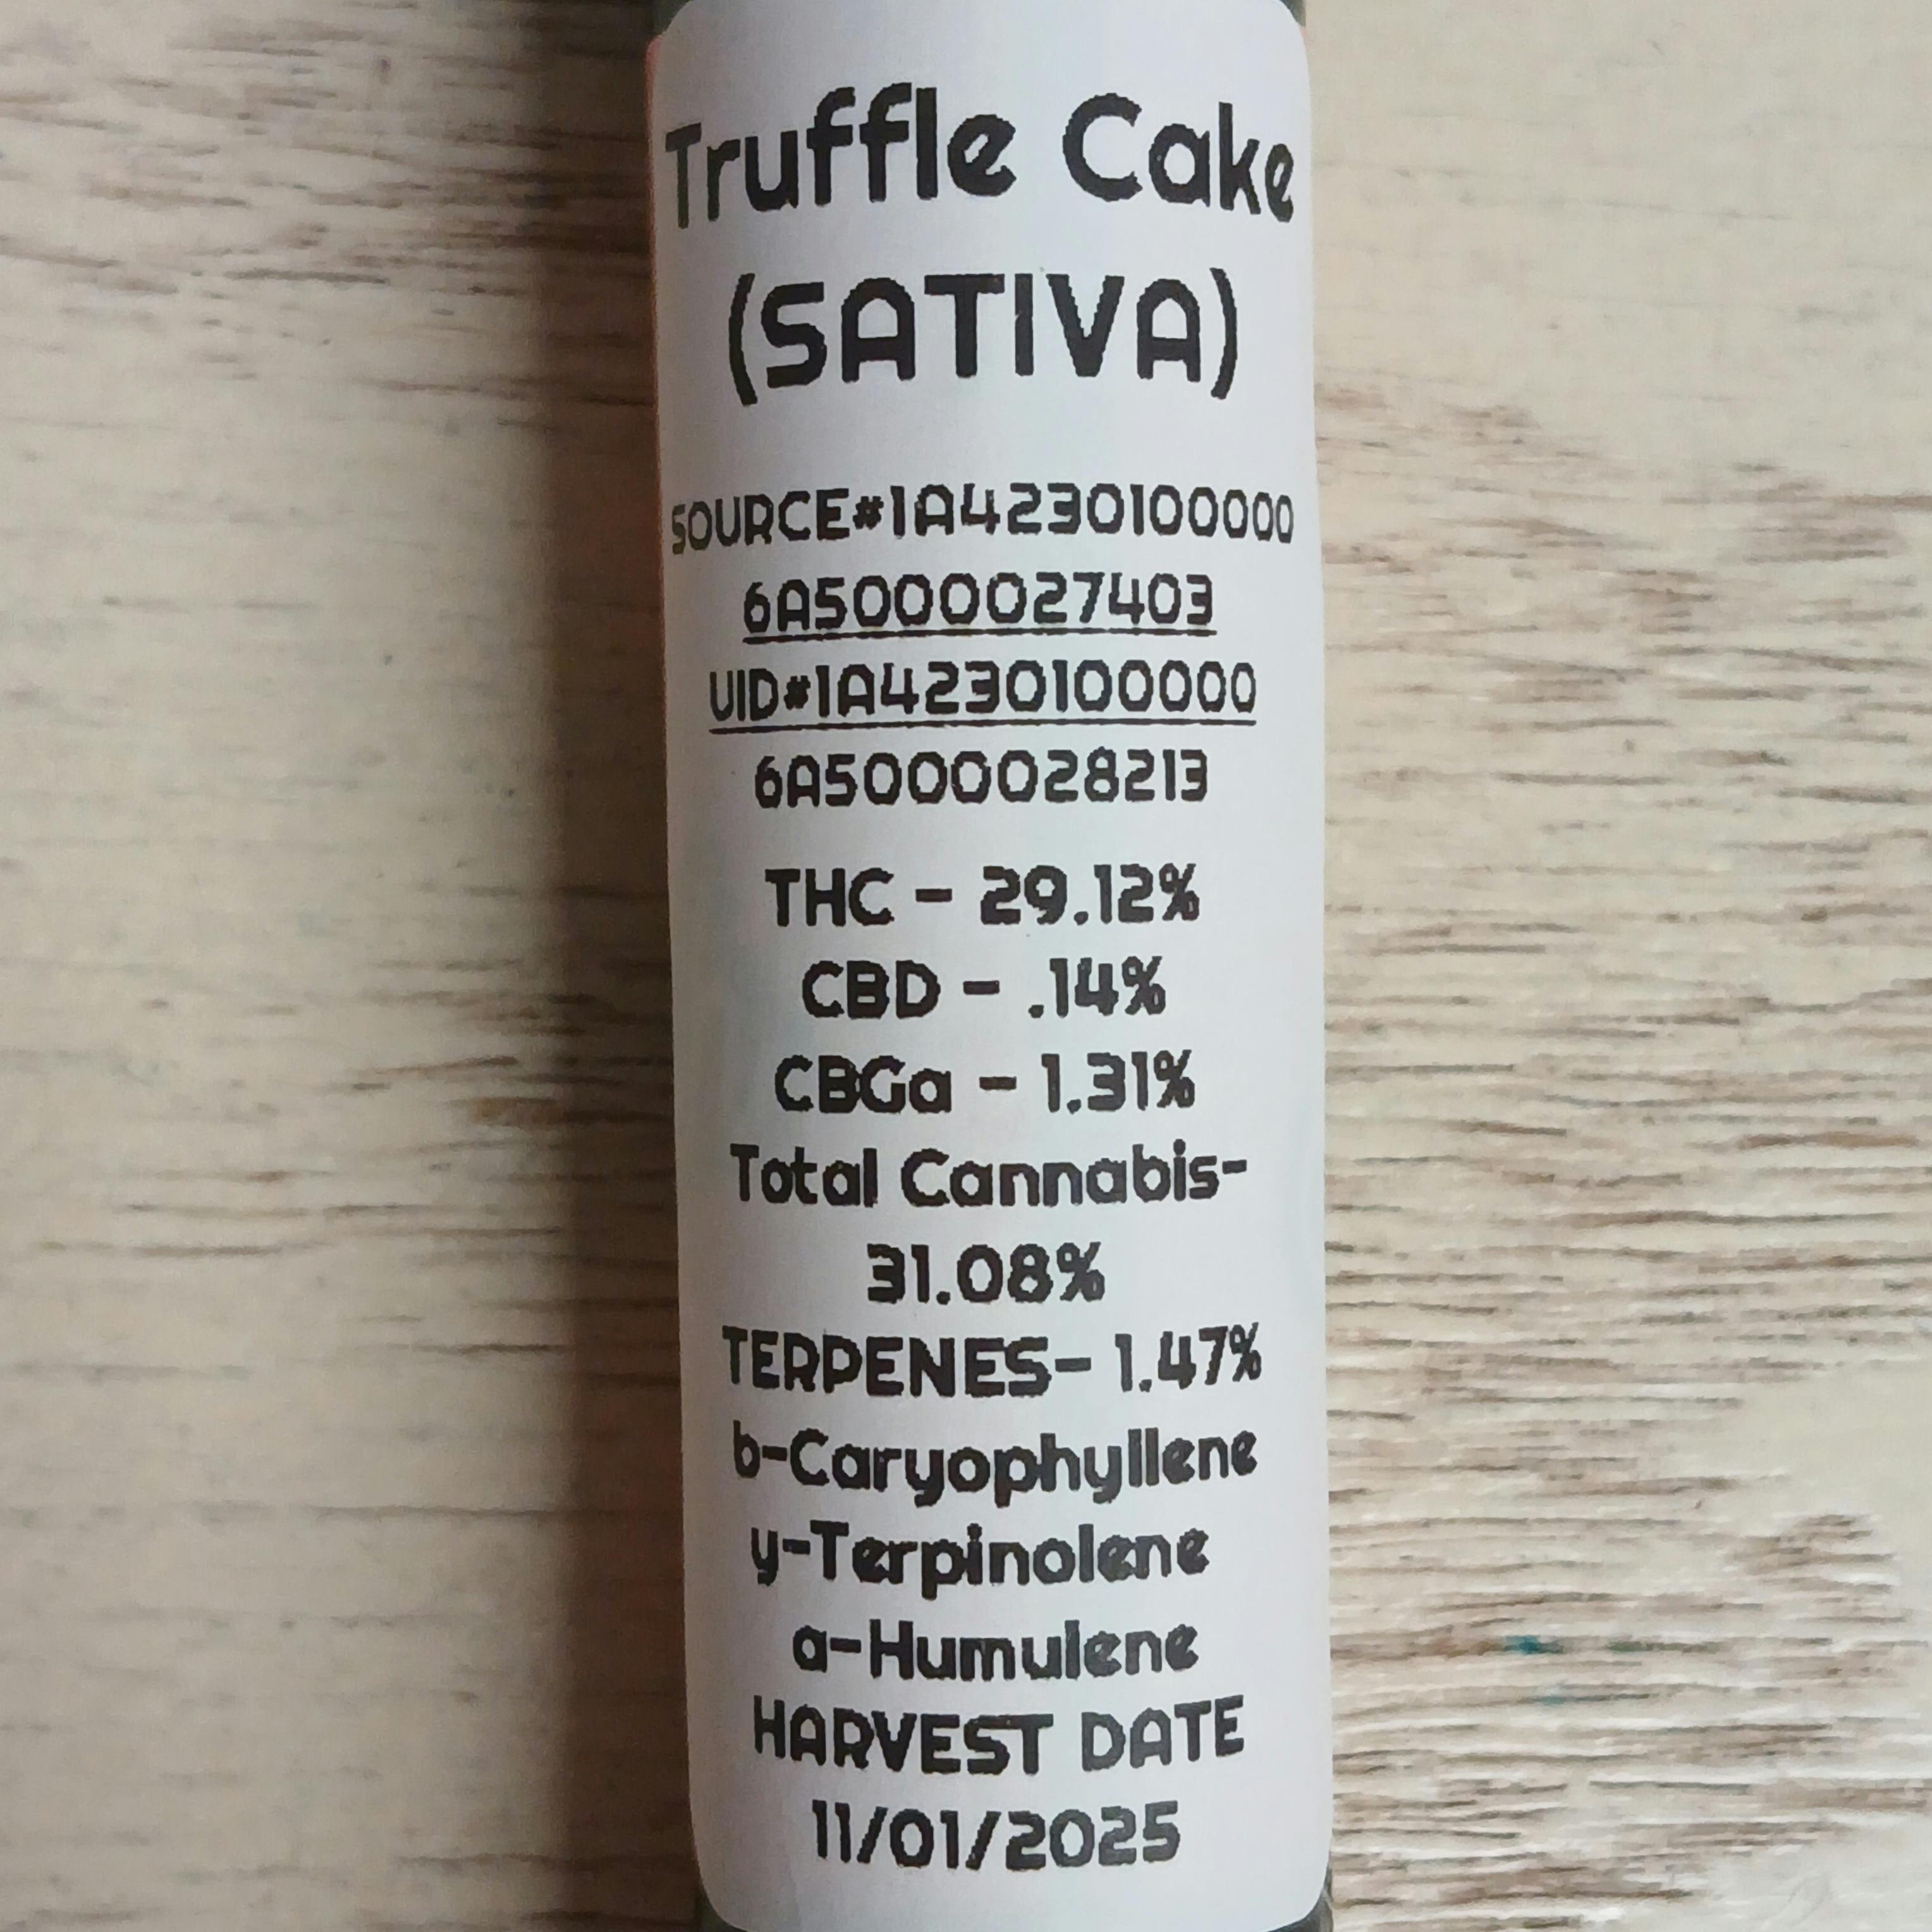 Truffle Cake
(SATIVA)
SOURCE#1A4230100000
6A5000027403
UID#1A4230100000
6A5000028213
THC - 29.12%
CBD - .14%
CBGa - 1.31%
Total Cannabis-
31.08%
TERPENES- 1.47%
b-Caryophyllene
y-Terpinolene
a-Humulene
HARVEST DATE
11/01/2025